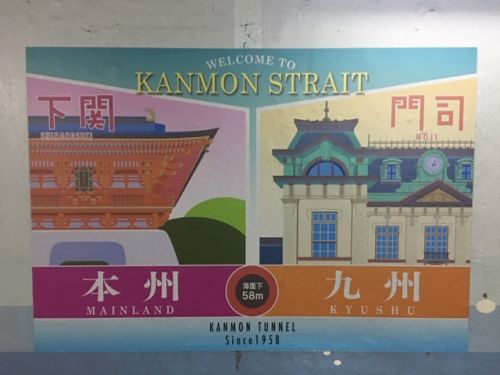 WELCOME TO
KANMON STRAIT
下関
SHIMONOSEKI
門司
MOJI
本州
MAINLAND
海面下
58m
九州
KYUSHU
KANMON TUNNEL
Since1958